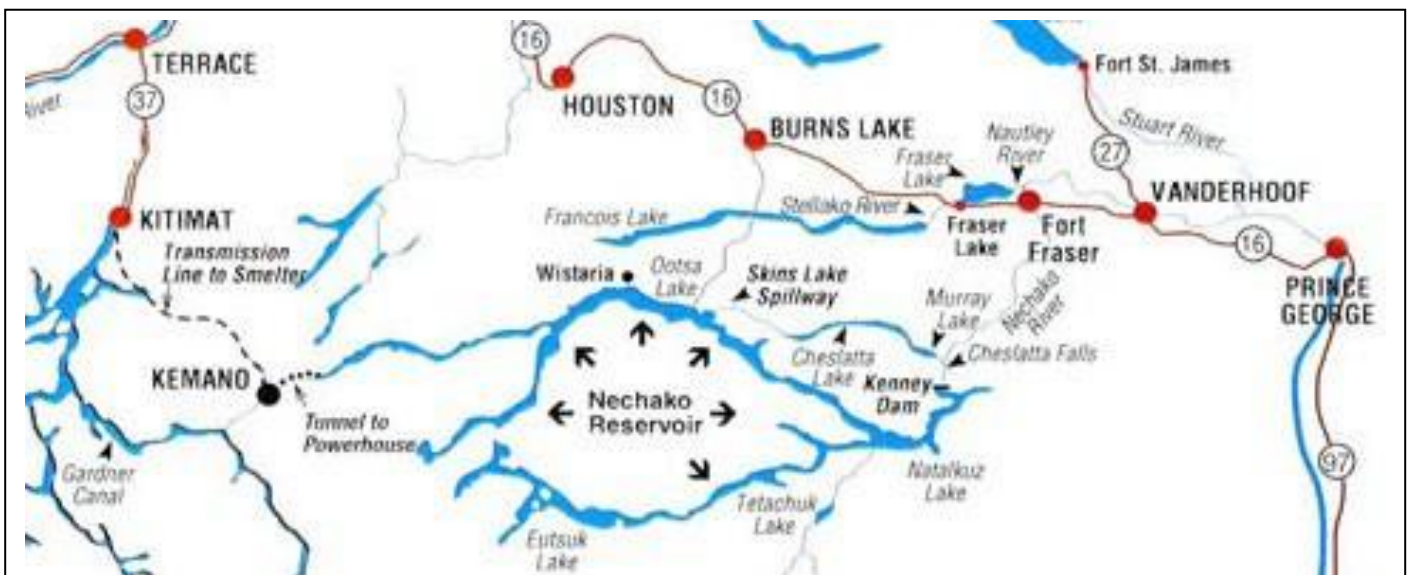 TERRACE
River
37
KITIMAT
Transmission
Line to Smelter
KEMANO
Tunnel to
Powerhouse
Gardner
Canal
16
HOUSTON
16
BURNS LAKE
Francois Lake
Stellako River
Fraser
Lake
Nautley
River
Fort St. James
Stuart River
27
VANDERHOOF
Fraser
Lake
Fort
Fraser
16
PRINCE
GEORGE
97
Wistaria
Ootsa
Lake
Skins Lake
Spillway
Cheslatta
Lake
Murray
Lake
Nechako
River
Cheslatta Falls
Kenney
Dam
Nechako
Reservoir
Natalkuz
Lake
Tetachuk
Lake
Eutsuk
Lake